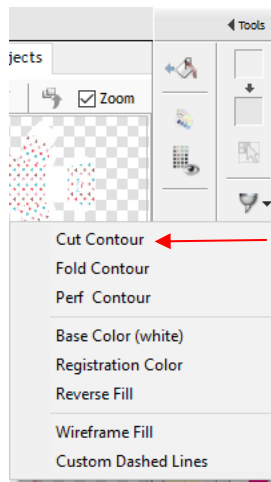 Tools
jects
Zoom
Cut Contour
Fold Contour
Perf Contour
Base Color (white)
Registration Color
Reverse Fill
Wireframe Fill
Custom Dashed Lines